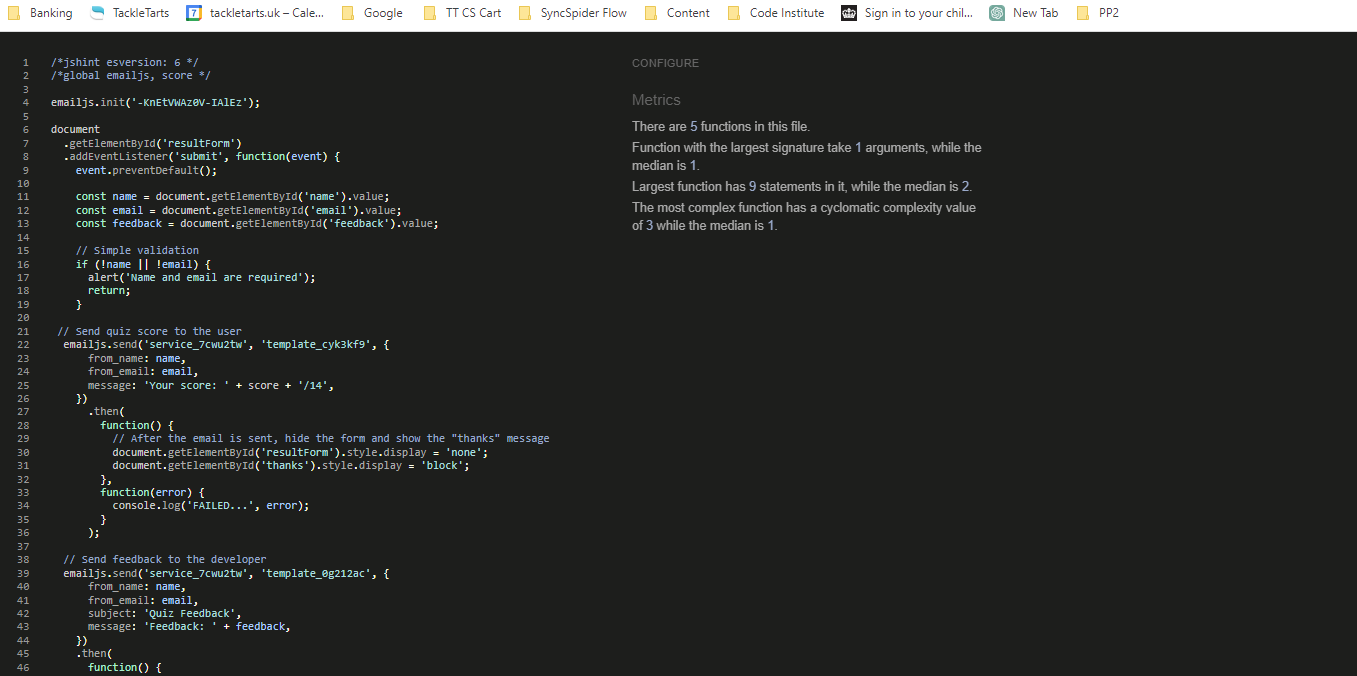 Banking TackleTarts tackletarts.uk – Cale... Google TT CS Cart SyncSpider Flow Content Code Institute Sign in to your chil... New Tab PP2
1 /*jshint esversion: 6 */
2 /*global emailjs, score */
3
4 emailjs.init('-KnEtVWAz0V-IAlEz');
5
6 document
7 .getElementById('resultForm')
8 .addEventListener('submit', function(event) {
9 event.preventDefault();
10
11 const name = document.getElementById('name').value;
12 const email = document.getElementById('email').value;
13 const feedback = document.getElementById('feedback').value;
14
15 // Simple validation
16 if (!name || !email) {
17 alert('Name and email are required');
18 return;
19 }
20
21 // Send quiz score to the user
22 emailjs.send('service_7cwu2tw', 'template_cyk3kf9', {
23 from_name: name,
24 from_email: email,
25 message: 'Your score: ' + score + '/14',
26 })
27 .then(
28 function() {
29 // After the email is sent, hide the form and show the "thanks" message
30 document.getElementById('resultForm').style.display = 'none';
31 document.getElementById('thanks').style.display = 'block';
32 },
33 function(error) {
34 console.log('FAILED...', error);
35 }
36 );
37
38 // Send feedback to the developer
39 emailjs.send('service_7cwu2tw', 'template_0g212ac', {
40 from_name: name,
41 from_email: email,
42 subject: 'Quiz Feedback',
43 message: 'Feedback: ' + feedback,
44 })
45 .then(
46 function() {
CONFIGURE
Metrics
There are 5 functions in this file.
Function with the largest signature take 1 arguments, while the
median is 1.
Largest function has 9 statements in it, while the median is 2.
The most complex function has a cyclomatic complexity value
of 3 while the median is 1.